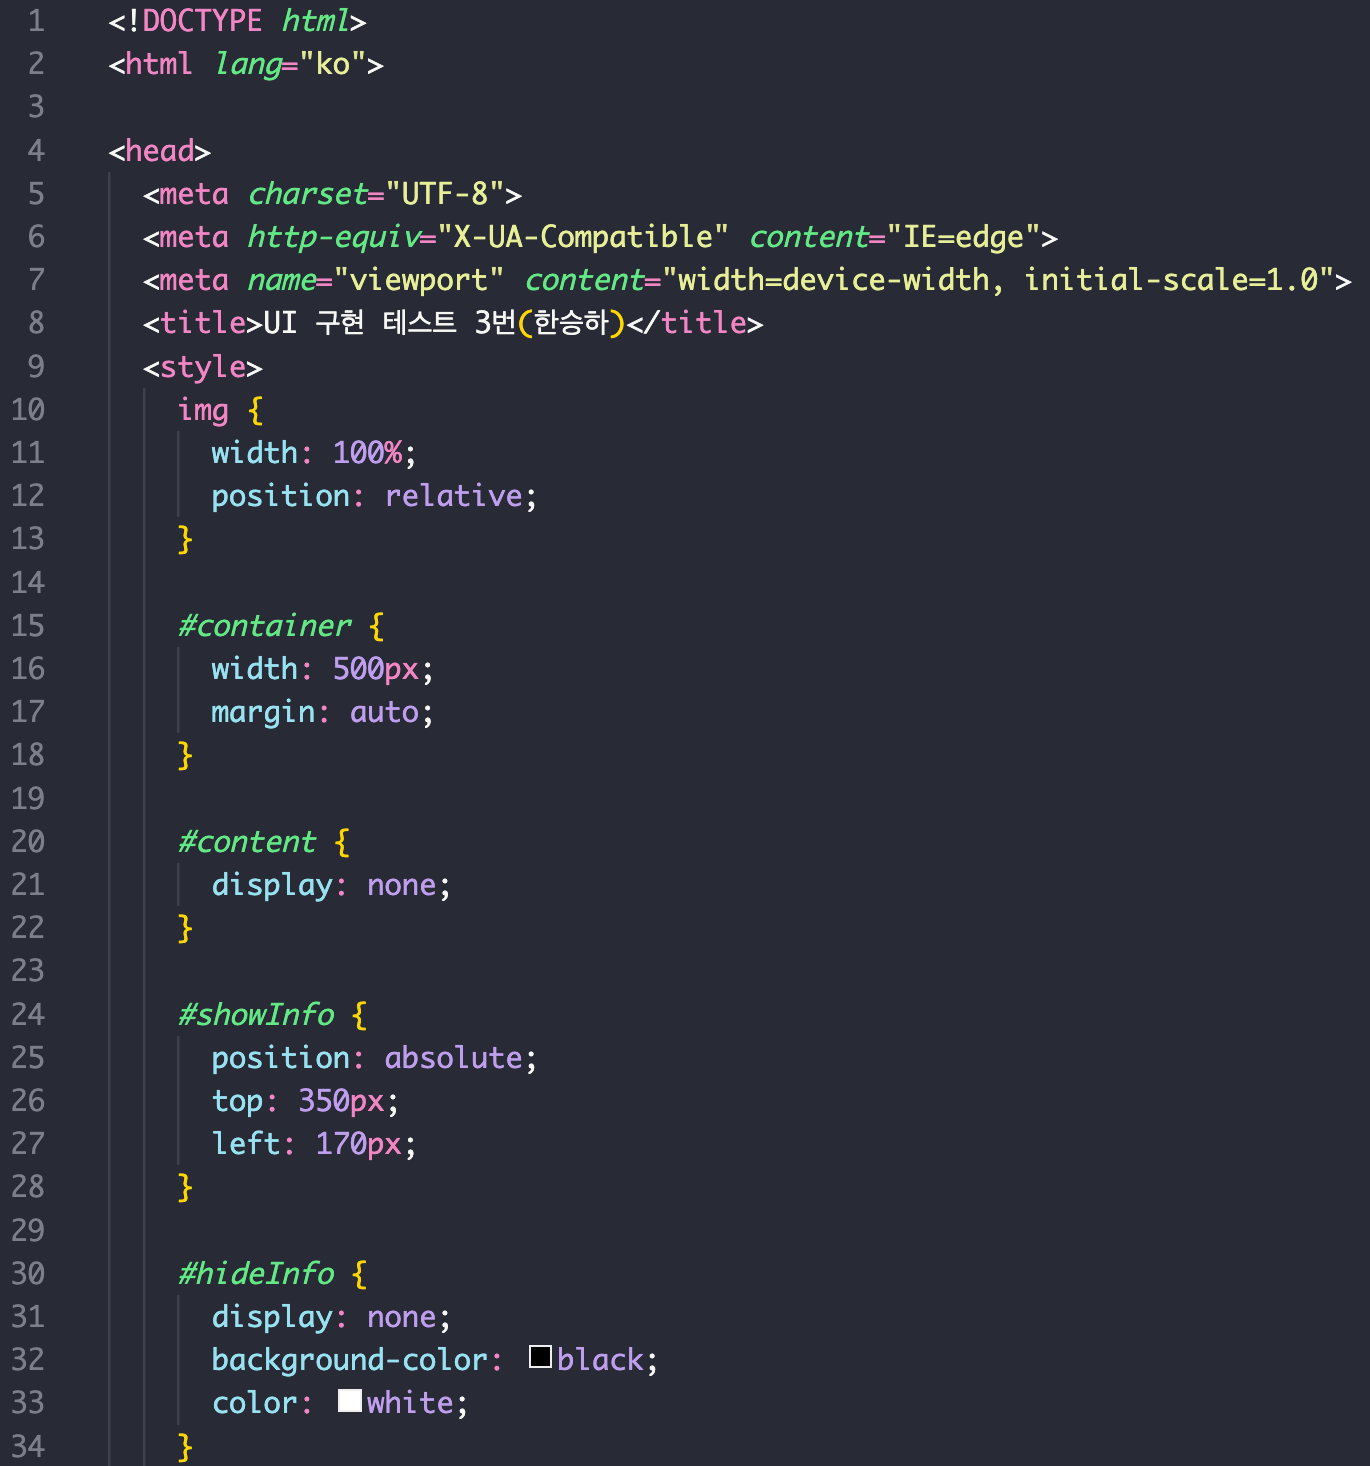 1 <!DOCTYPE html>
2 <html lang="ko">
3
4 <head>
5 <meta charset="UTF-8">
6 <meta http-equiv="X-UA-Compatible" content="IE=edge">
7 <meta name="viewport" content="width=device-width, initial-scale=1.0">
8 <title>UI 구현 테스트 3번(한승하)</title>
9 <style>
10 img {
11 width: 100%;
12 position: relative;
13 }
14
15 #container {
16 width: 500px;
17 margin: auto;
18 }
19
20 #content {
21 display: none;
22 }
23
24 #showInfo {
25 position: absolute;
26 top: 350px;
27 left: 170px;
28 }
29
30 #hideInfo {
31 display: none;
32 background-color: black;
33 color: white;
34 }